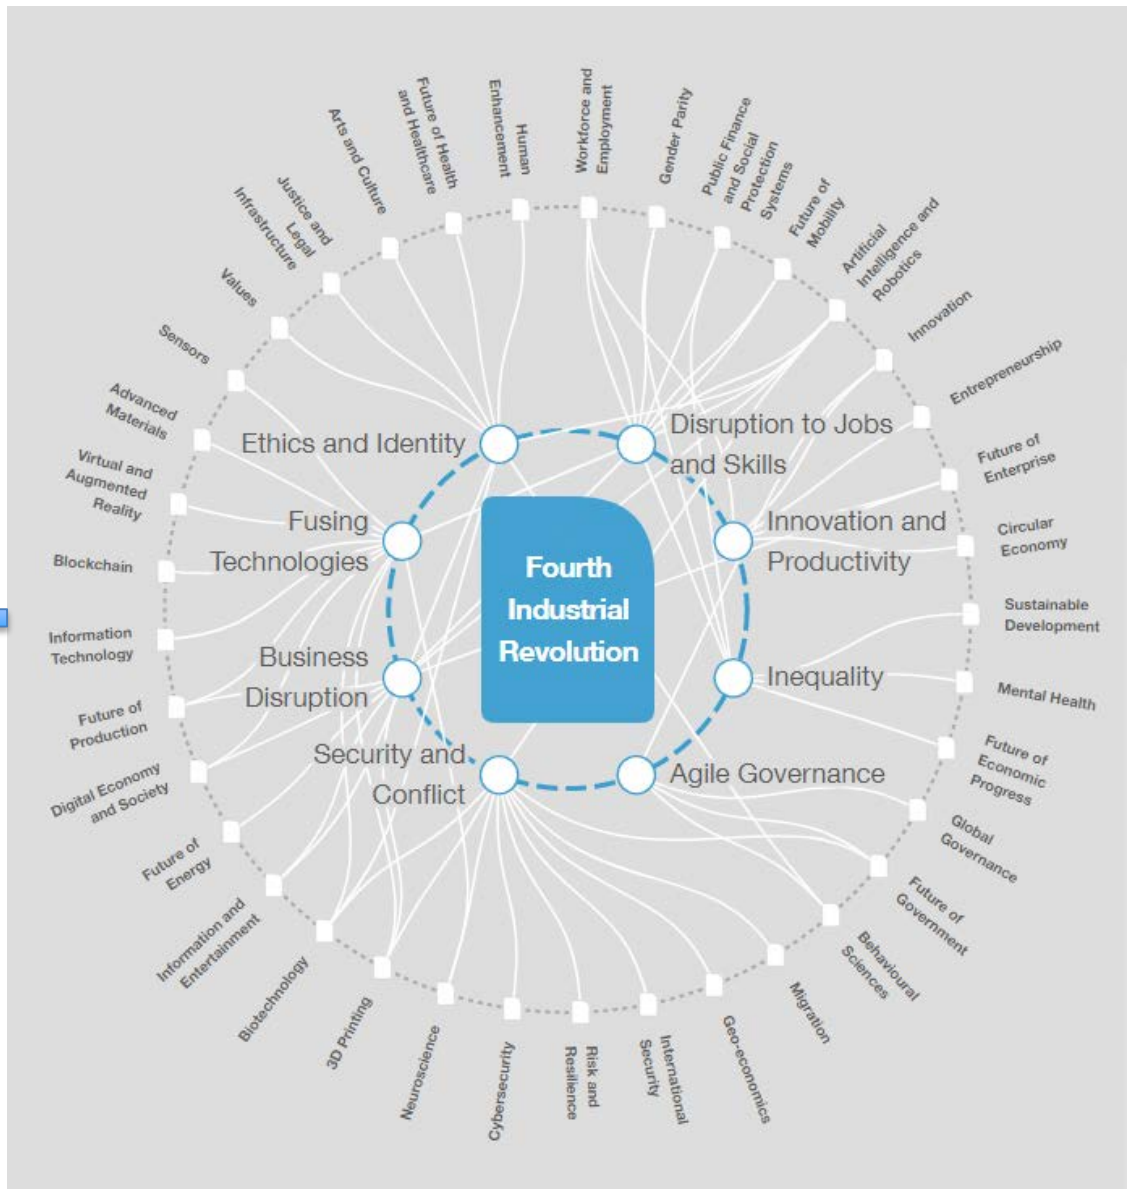 Workforce and
Employment
Gender Parity
Public Finance
and Social
Protection
Systems
Future of
Mobility
Artificial
Intelligence and
Robotics
Innovation
Entrepreneurship
Future of
Enterprise
Circular
Economy
Sustainable
Development
Mental Health
Future of
Economic
Progress
Global
Governance
Future of
Government
Behavioural
Sciences
Migration
Geo-economics
International
Security
Risk and
Resilience
Cybersecurity
Neuroscience
3D Printing
Biotechnology
Information and
Entertainment
Future of
Energy
Digital Economy
and Society
Future of
Production
Information
Technology
Blockchain
Virtual and
Augmented
Reality
Advanced
Materials
Sensors
Values
Justice and
Legal
Infrastructure
Arts and Culture
Future of Health
and Healthcare
Human
Enhancement
Ethics and Identity
Disruption to Jobs
and Skills
Fusing
Technologies
Innovation and
Productivity
Business
Disruption
Inequality
Security and
Conflict
Agile Governance
Fourth
Industrial
Revolution